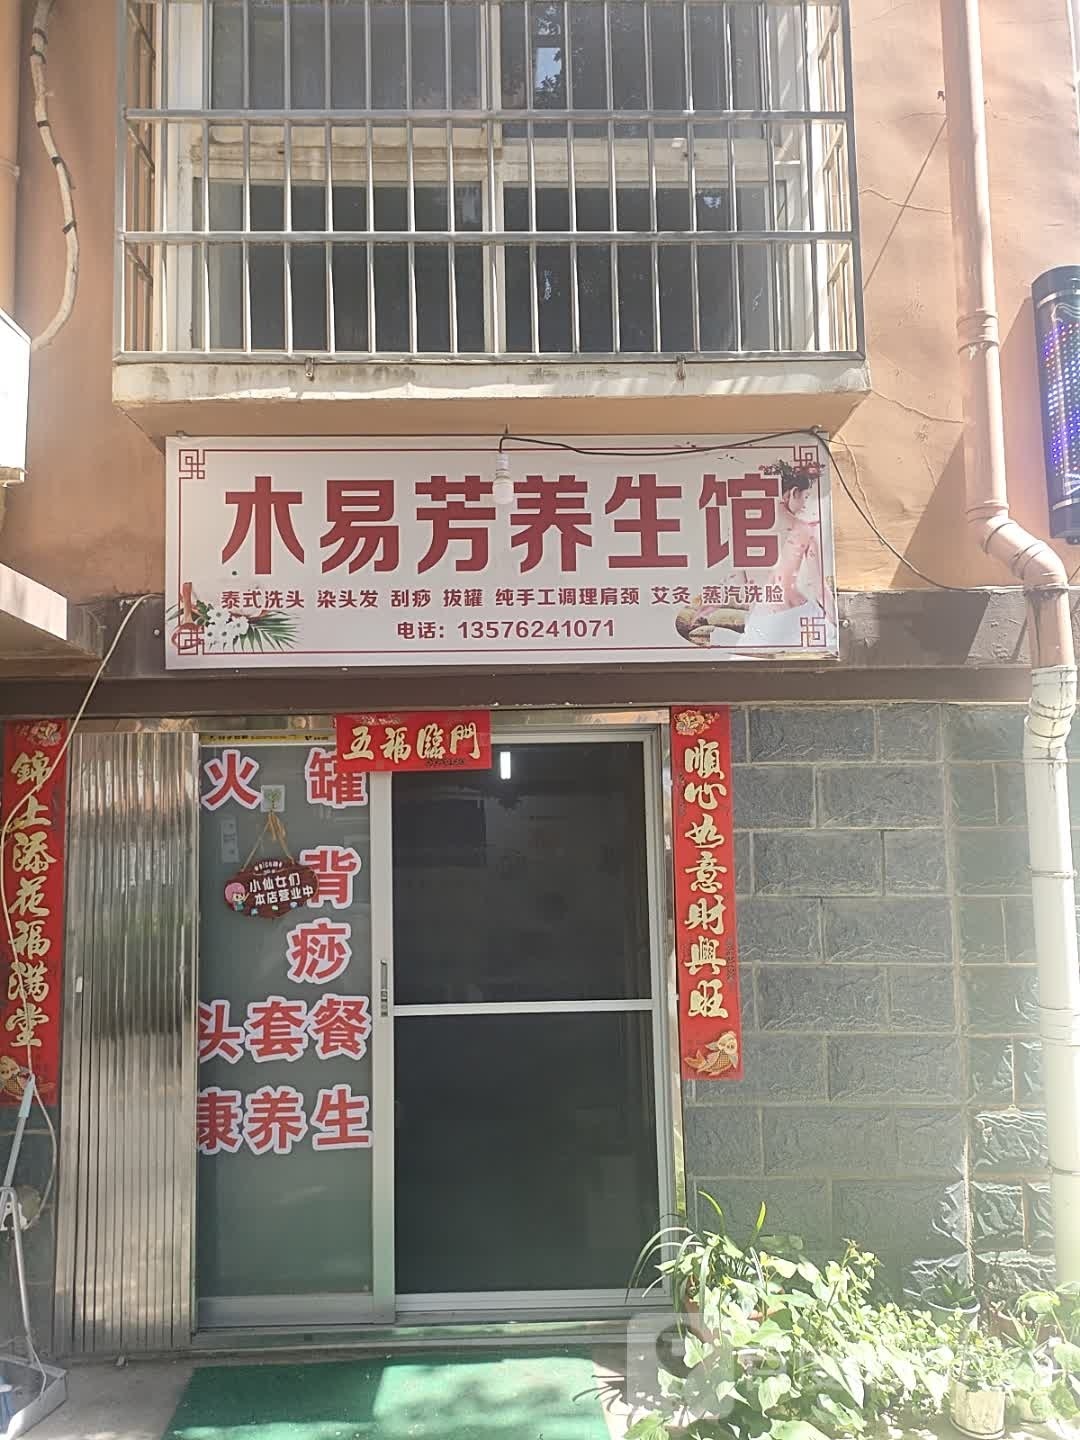 木易芳养生馆
泰式洗头 染头发 刮痧 拔罐 纯手工调理肩颈 艾灸 蒸汽洗脸
电话：13576241071
五福臨門
錦上添花福满堂
順心如意財興旺
火 罐
背
痧
头套餐
康养生
小仙女们
本店营业中